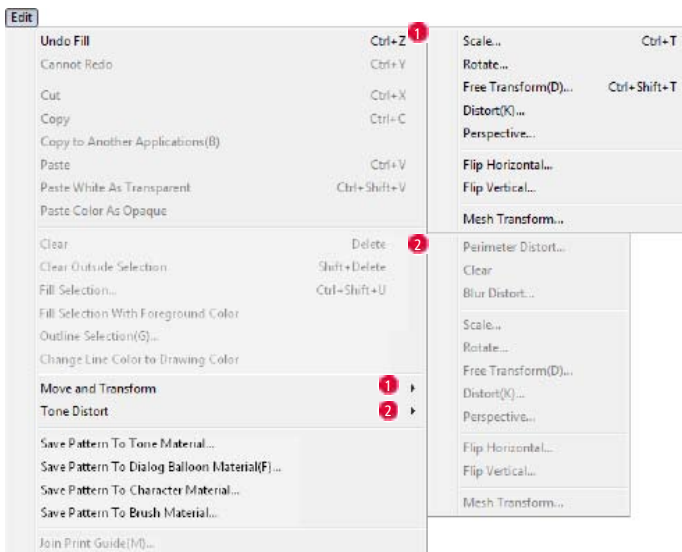 Edit
Undo Fill Ctrl+Z
Cannot Redo Ctrl+Y
Cut Ctrl+X
Copy Ctrl+C
Copy to Another Applications(B)
Paste Ctrl+V
Paste White As Transparent Ctrl+Shift+V
Paste Color As Opaque
Clear Delete
Clear Outside Selection Shift+Delete
Fill Selection... Ctrl+Shift+U
Fill Selection With Foreground Color
Outline Selection(G)...
Change Line Color to Drawing Color
Move and Transform 1
Tone Distort 2
Save Pattern To Tone Material...
Save Pattern To Dialog Balloon Material(F)...
Save Pattern To Character Material...
Save Pattern To Brush Material...
Join Print Guide(M)...
1
Scale... Ctrl+T
Rotate...
Free Transform(D)... Ctrl+Shift+T
Distort(K)...
Perspective...
Flip Horizontal...
Flip Vertical...
Mesh Transform...
2
Perimeter Distort...
Clear
Blur Distort...
Scale...
Rotate...
Free Transform(D)...
Distort(K)...
Perspective...
Flip Horizontal...
Flip Vertical...
Mesh Transform...